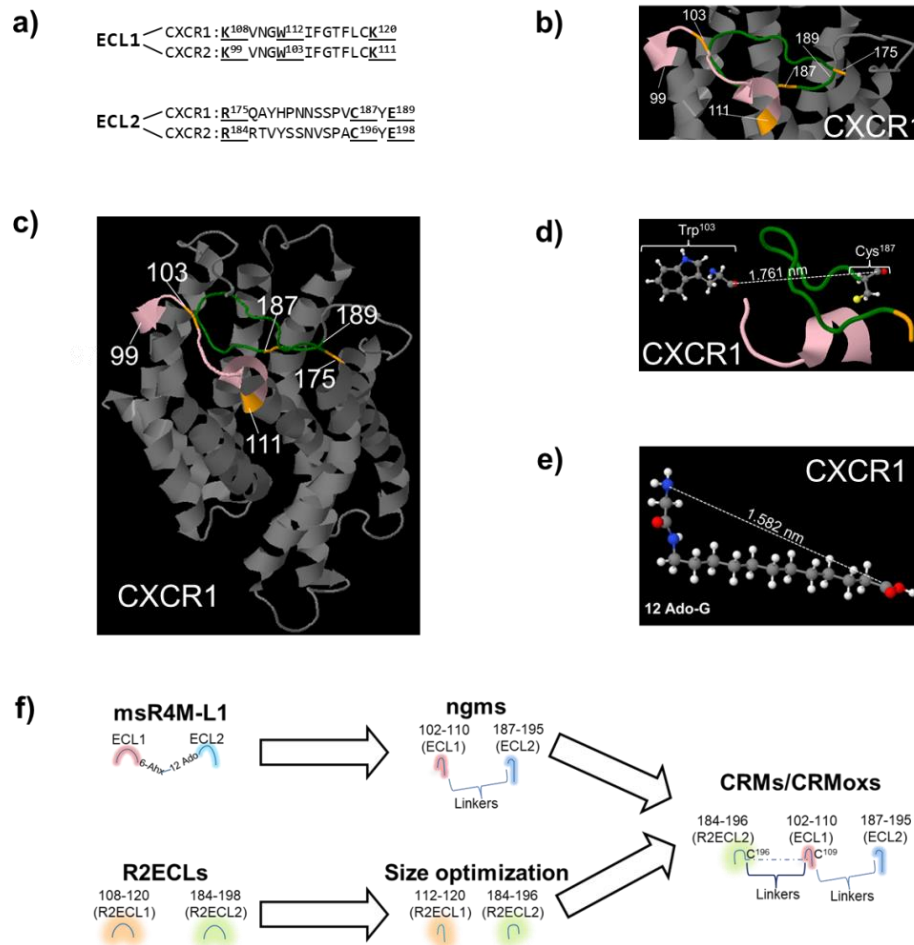 a)
ECL1
CXCR1:K108VNGW112IFGTFLCK120
CXCR2:K99VNGW103IFGTFLCK111
ECL2
CXCR1:R175QAYHPNNSSPVC187YE189
CXCR2:R184RTVYSSNVSPAC196YE198
b)
103
189
175
187
99
111
CXCR1
c)
103
187
189
99
175
111
CXCR1
d)
Trp103
Cys187
1.761 nm
CXCR1
e)
CXCR1
1.582 nm
12 Ado-G
f)
msR4M-L1
ECL1
ECL2
6-Ahx
12 Ado
ngms
102-110
(ECL1)
187-195
(ECL2)
Linkers
R2ECLs
108-120
(R2ECL1)
184-198
(R2ECL2)
Size optimization
112-120
(R2ECL1)
184-196
(R2ECL2)
CRMs/CRMoxs
184-196
(R2ECL2)
102-110
(ECL1)
187-195
(ECL2)
C196
C109
Linkers
Linkers